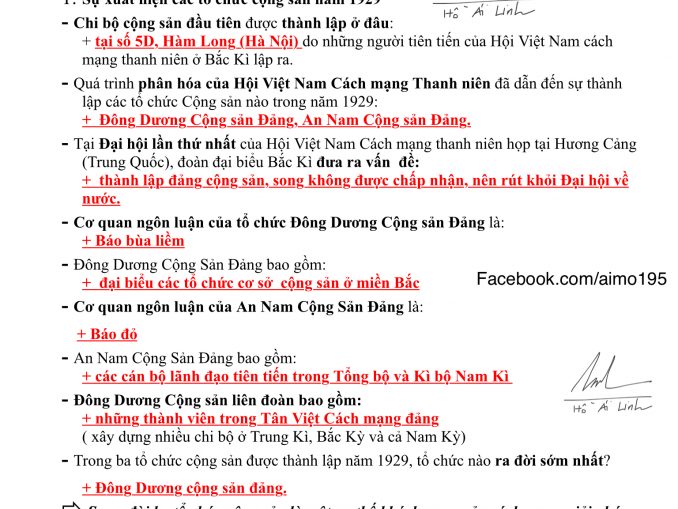 1. Sự xuất hiện các tổ chức cộng sản năm 1929
Hồ Ái Linh
- Chi bộ cộng sản đầu tiên được thành lập ở đâu:
+ tại số 5D, Hàm Long (Hà Nội) do những người tiên tiến của Hội Việt Nam cách
mạng thanh niên ở Bắc Kì lập ra.
- Quá trình phân hóa của Hội Việt Nam Cách mạng Thanh niên đã dẫn đến sự thành
lập các tổ chức Cộng sản nào trong năm 1929:
+ Đông Dương Cộng sản Đảng, An Nam Cộng sản Đảng.
- Tại Đại hội lần thứ nhất của Hội Việt Nam Cách mạng thanh niên họp tại Hương Cảng
(Trung Quốc), đoàn đại biểu Bắc Kì đưa ra vấn đề:
+ thành lập đảng cộng sản, song không được chấp nhận, nên rút khỏi Đại hội về
nước.
- Cơ quan ngôn luận của tổ chức Đông Dương Cộng sản Đảng là:
+ Báo bùa liềm
- Đông Dương Cộng Sản Đảng bao gồm:
+ đại biểu các tổ chức cơ sở cộng sản ở miền Bắc
Facebook.com/aimo195
- Cơ quan ngôn luận của An Nam Cộng Sản Đảng là:
+ Báo đỏ
- An Nam Cộng Sản Đảng bao gồm:
+ các cán bộ lãnh đạo tiên tiến trong Tổng bộ và Kì bộ Nam Kì
- Đông Dương Cộng sản liên đoàn bao gồm:
+ những thành viên trong Tân Việt Cách mạng đảng
Hồ Ái Linh
( xây dựng nhiều chi bộ ở Trung Kì, Bắc Kỳ và cả Nam Kỳ)
- Trong ba tổ chức cộng sản được thành lập năm 1929, tổ chức nào ra đời sớm nhất?
+ Đông Dương cộng sản đảng.